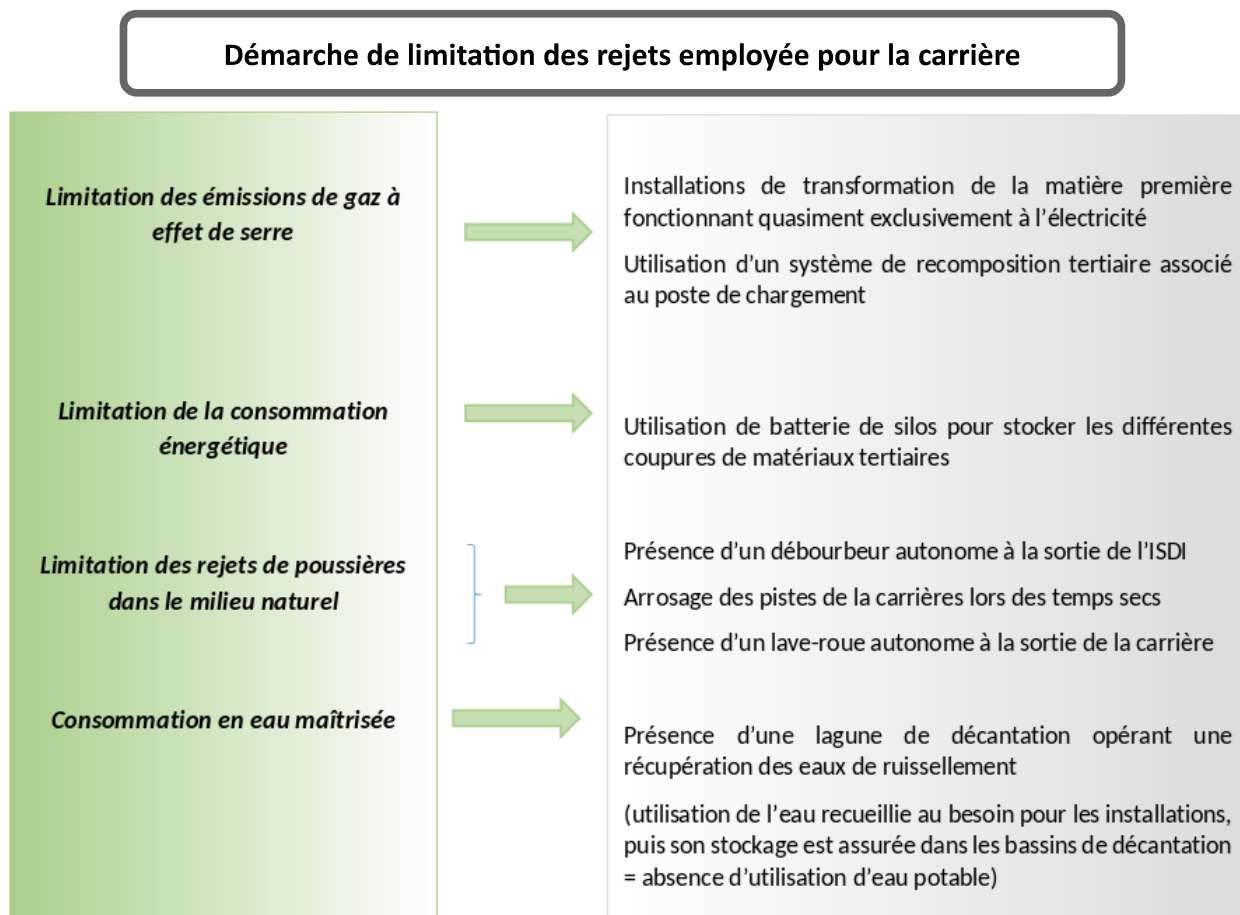 Démarche de limitation des rejets employée pour la carrière
Limitation des émissions de gaz à
effet de serre
Installations de transformation de la matière première
fonctionnant quasiment exclusivement à l’électricité
Utilisation d’un système de recomposition tertiaire associé
au poste de chargement
Limitation de la consommation
énergétique
Utilisation de batterie de silos pour stocker les différentes
coupures de matériaux tertiaires
Limitation des rejets de poussières
dans le milieu naturel
Présence d’un débourbeur autonome à la sortie de l’ISDI
Arrosage des pistes de la carrières lors des temps secs
Présence d’un lave-roue autonome à la sortie de la carrière
Consommation en eau maîtrisée
Présence d’une lagune de décantation opérant une
récupération des eaux de ruissellement
(utilisation de l’eau recueillie au besoin pour les installations,
puis son stockage est assurée dans les bassins de décantation
= absence d’utilisation d’eau potable)